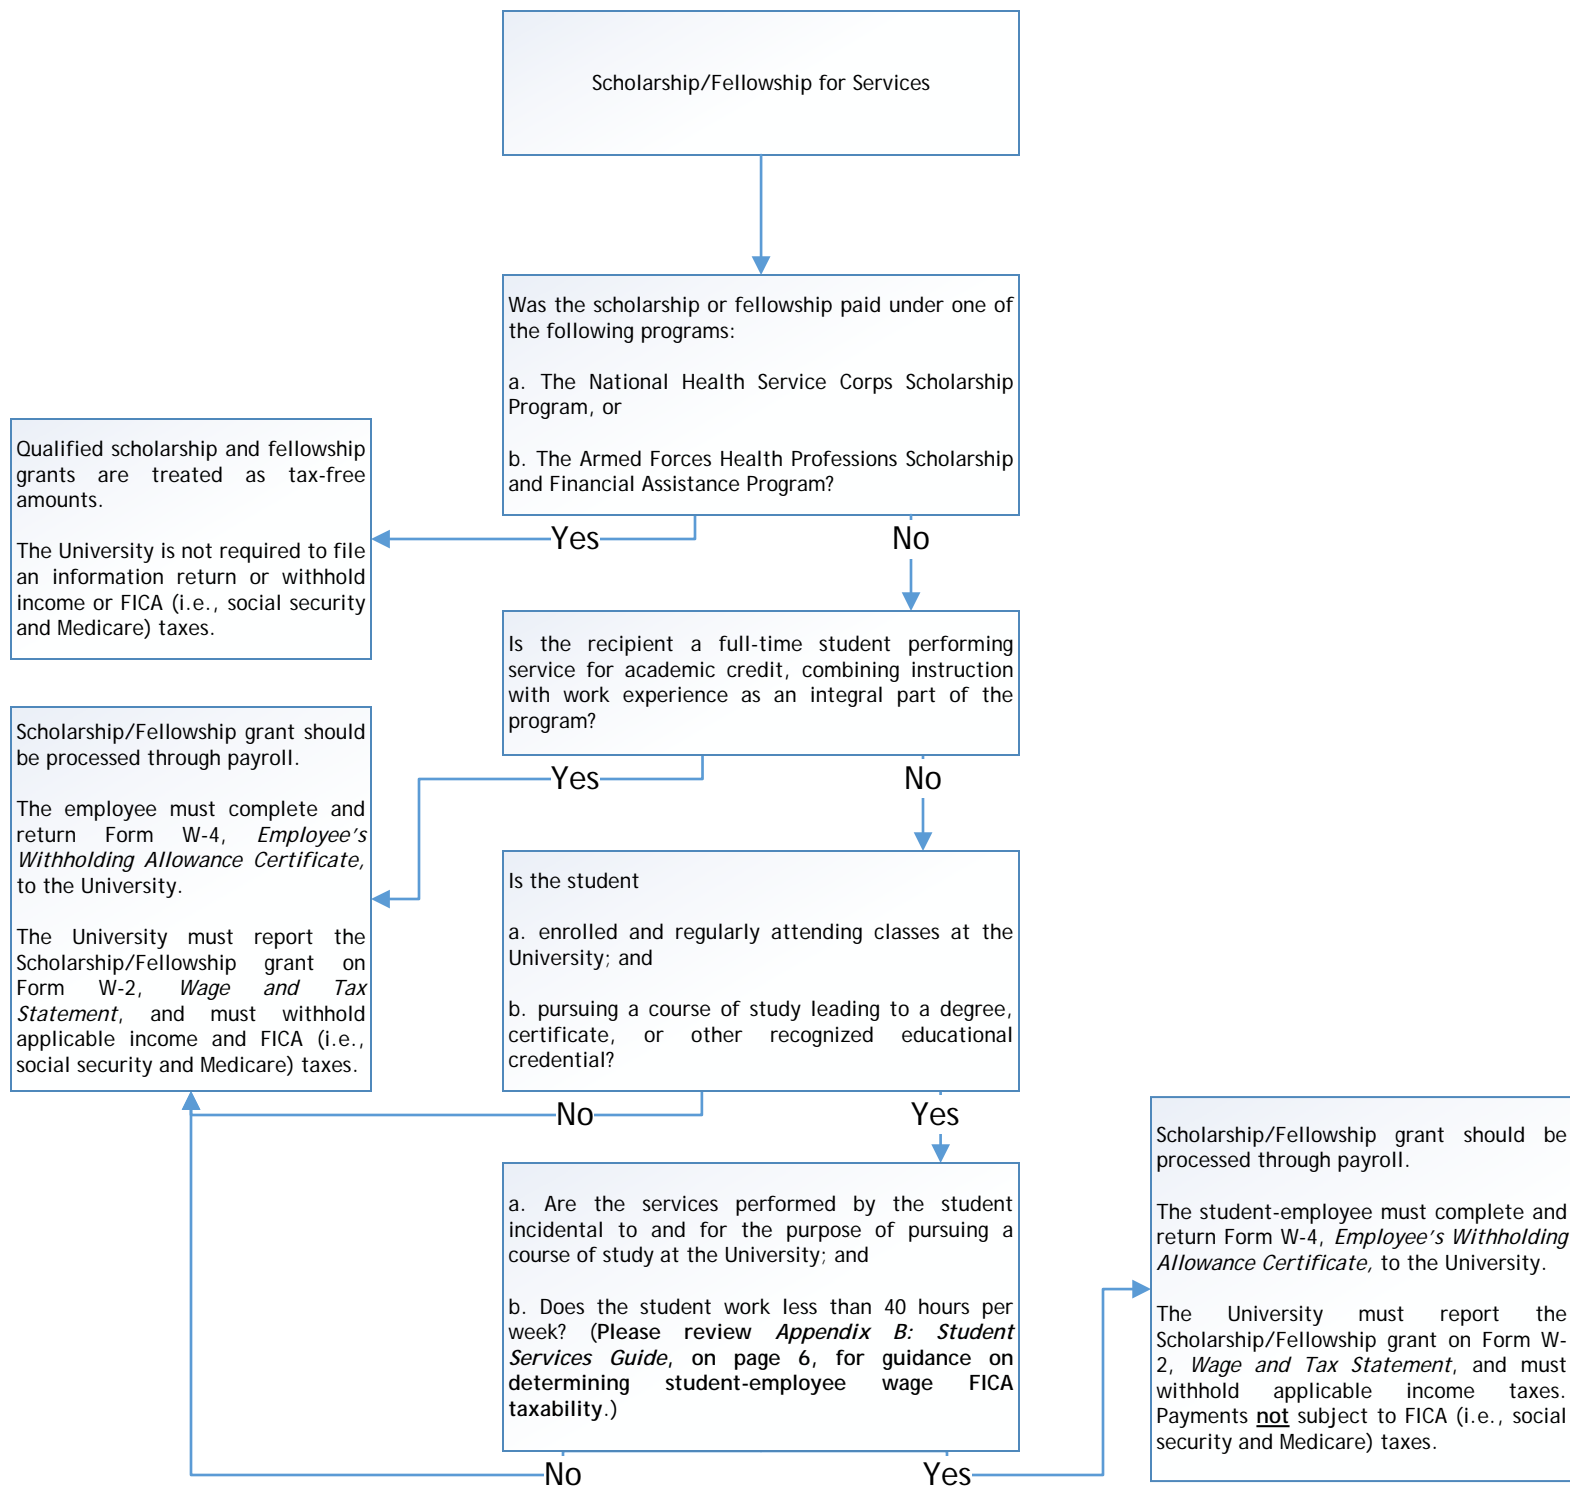 Scholarship/Fellowship for Services
Was the scholarship or fellowship paid under one of
the following programs:
a. The National Health Service Corps Scholarship
Program, or
b. The Armed Forces Health Professions Scholarship
and Financial Assistance Program?
Yes
No
Qualified scholarship and fellowship
grants are treated as tax-free
amounts.
The University is not required to file
an information return or withhold
income or FICA (i.e., social security
and Medicare) taxes.
Is the recipient a full-time student performing
service for academic credit, combining instruction
with work experience as an integral part of the
program?
Yes
No
Scholarship/Fellowship grant should
be processed through payroll.
The employee must complete and
return Form W-4, Employee's
Withholding Allowance Certificate,
to the University.
The University must report the
Scholarship/Fellowship grant on
Form W-2, Wage and Tax
Statement, and must withhold
applicable income and FICA (i.e.,
social security and Medicare) taxes.
Is the student
a. enrolled and regularly attending classes at the
University; and
b. pursuing a course of study leading to a degree,
certificate, or other recognized educational
credential?
No
Yes
a. Are the services performed by the student
incidental to and for the purpose of pursuing a
course of study at the University; and
b. Does the student work less than 40 hours per
week? (Please review Appendix B: Student
Services Guide, on page 6, for guidance on
determining student-employee wage FICA
taxability.)
No
Yes
Scholarship/Fellowship grant should be
processed through payroll.
The student-employee must complete and
return Form W-4, Employee's Withholding
Allowance Certificate, to the University.
The University must report the
Scholarship/Fellowship grant on Form W-
2, Wage and Tax Statement, and must
withhold applicable income taxes.
Payments not subject to FICA (i.e., social
security and Medicare) taxes.